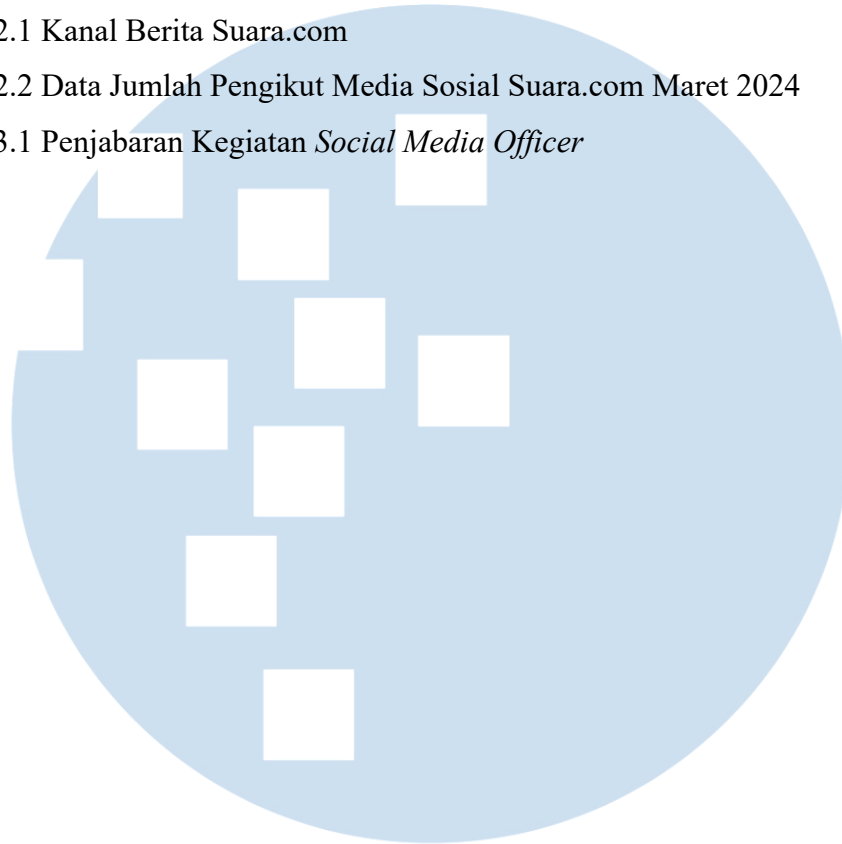 2.1 Kanal Berita Suara.com
2.2 Data Jumlah Pengikut Media Sosial Suara.com Maret 2024
3.1 Penjabaran Kegiatan Social Media Officer